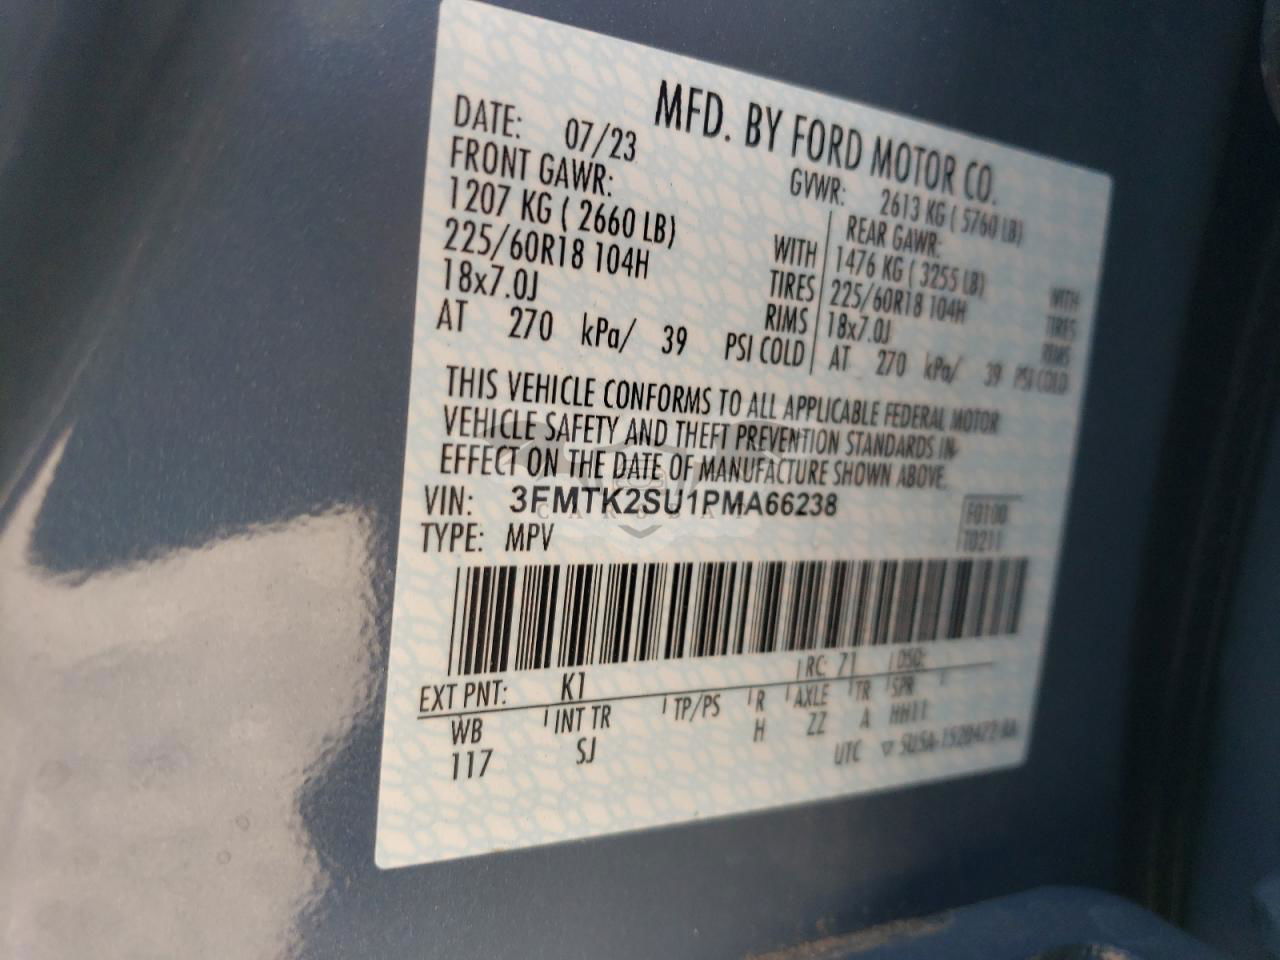 MFD. BY FORD MOTOR CO.
DATE: 07/23 GVWR: 2613 KG ( 5760 LB)
FRONT GAWR: REAR GAWR:
1207 KG ( 2660 LB) WITH 1476 KG ( 3255 LB) WITH
225/60R18 104H TIRES 225/60R18 104H TIRES
18x7.0J RIMS 18x7.0J RIMS
AT 270 kPa/ 39 PSI COLD AT 270 kPa/ 39 PSI COLD
THIS VEHICLE CONFORMS TO ALL APPLICABLE FEDERAL MOTOR
VEHICLE SAFETY AND THEFT PREVENTION STANDARDS IN
EFFECT ON THE DATE OF MANUFACTURE SHOWN ABOVE.
VIN: 3FMTK2SU1PMA66238 F0100
TYPE: MPV T0211
EXT PNT: K1 RC: 71 DSO:
WB INT TR TP/PS R AXLE TR SPR
117 SJ H ZZ A HH11
UTC